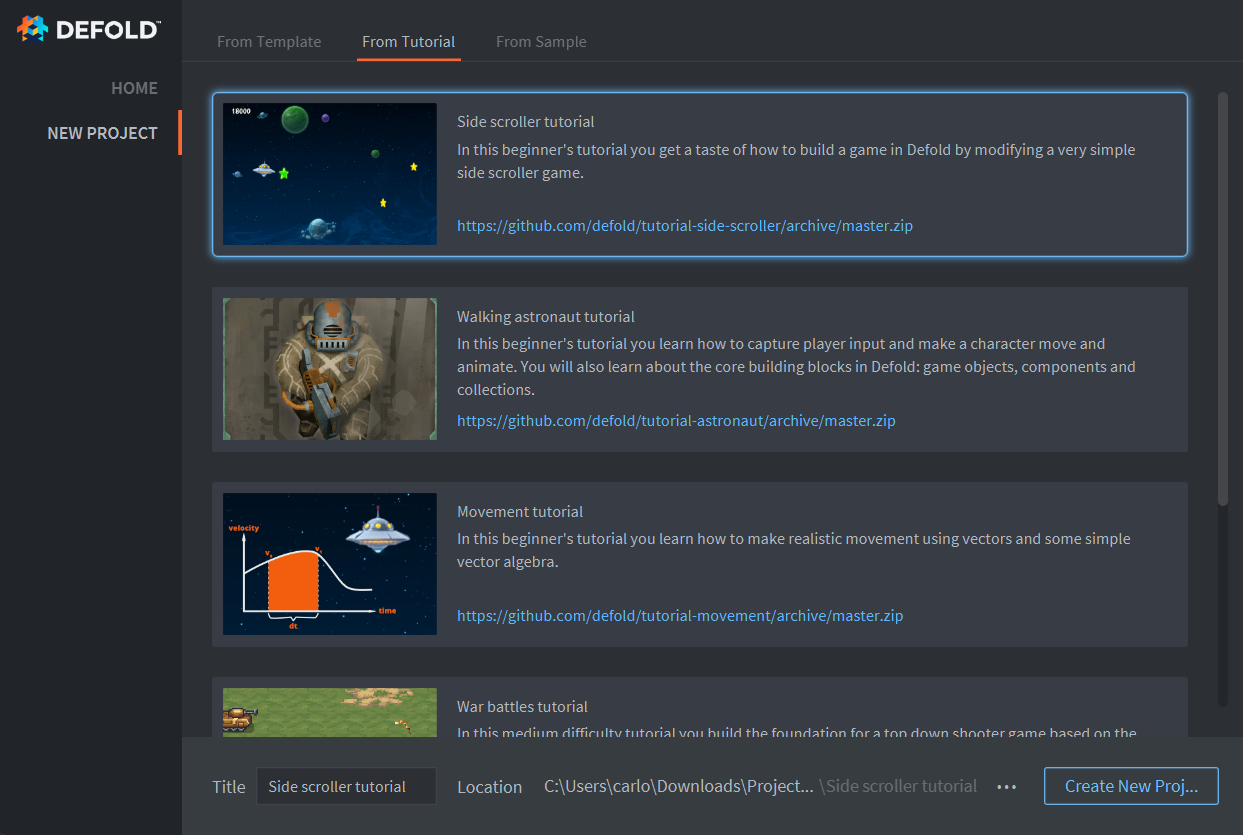 DEFOLD™
HOME
NEW PROJECT
From Template
From Tutorial
From Sample
18000
Side scroller tutorial
In this beginner's tutorial you get a taste of how to build a game in Defold by modifying a very simple
side scroller game.
https://github.com/defold/tutorial-side-scroller/archive/master.zip
Walking astronaut tutorial
In this beginner's tutorial you learn how to capture player input and make a character move and
animate. You will also learn about the core building blocks in Defold: game objects, components and
collections.
https://github.com/defold/tutorial-astronaut/archive/master.zip
velocity
time
dt
Movement tutorial
In this beginner's tutorial you learn how to make realistic movement using vectors and some simple
vector algebra.
https://github.com/defold/tutorial-movement/archive/master.zip
War battles tutorial
In this medium difficulty tutorial you build the foundation for a top down shooter game based on the
Title
Side scroller tutorial
Location
C:\Users\carlo\Downloads\Project... \Side scroller tutorial
•••
Create New Proj...